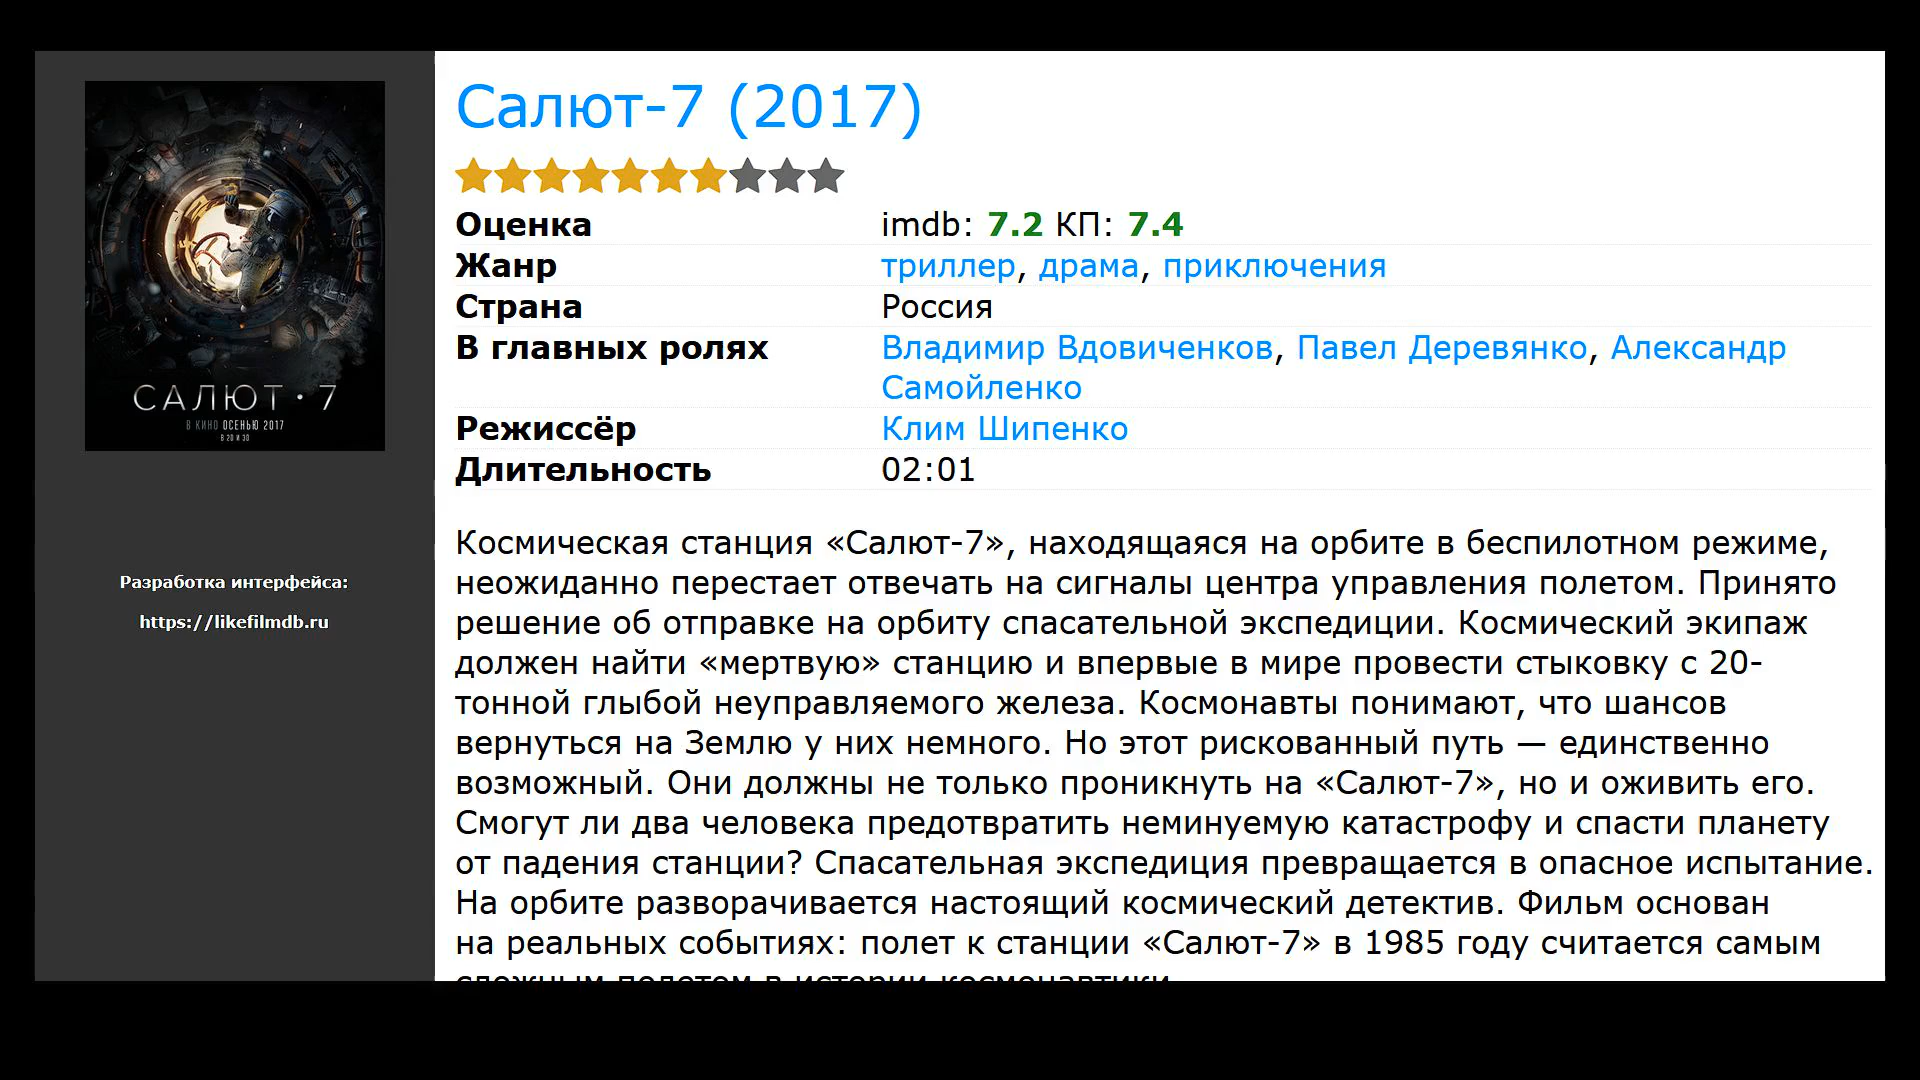 САЛЮТ · 7
В КИНО ОСЕНЬЮ 2017
В 2D И 3D
Разработка интерфейса:
https://likefilmdb.ru
Салют-7 (2017)
Оценка imdb: 7.2 КП: 7.4
Жанр триллер, драма, приключения
Страна Россия
В главных ролях Владимир Вдовиченков, Павел Деревянко, Александр
Самойленко
Режиссёр Клим Шипенко
Длительность 02:01
Космическая станция «Салют-7», находящаяся на орбите в беспилотном режиме,
неожиданно перестает отвечать на сигналы центра управления полетом. Принято
решение об отправке на орбиту спасательной экспедиции. Космический экипаж
должен найти «мертвую» станцию и впервые в мире провести стыковку с 20-
тонной глыбой неуправляемого железа. Космонавты понимают, что шансов
вернуться на Землю у них немного. Но этот рискованный путь — единственно
возможный. Они должны не только проникнуть на «Салют-7», но и оживить его.
Смогут ли два человека предотвратить неминуемую катастрофу и спасти планету
от падения станции? Спасательная экспедиция превращается в опасное испытание.
На орбите разворачивается настоящий космический детектив. Фильм основан
на реальных событиях: полет к станции «Салют-7» в 1985 году считается самым
сложным полетом в истории космонавтики.